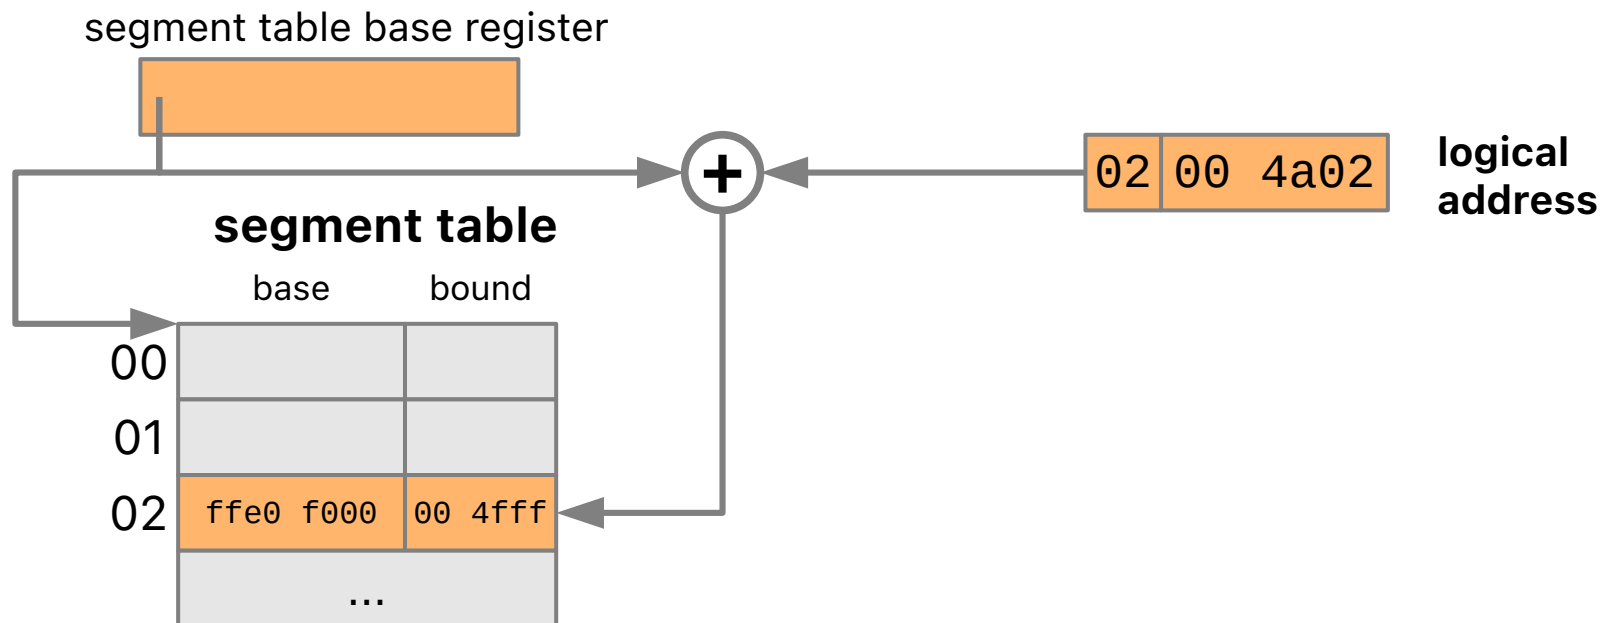 segment table base register
+
02 00 4a02
logical
address
segment table
base bound
00
01
02 ffe0 f000 00 4fff
...